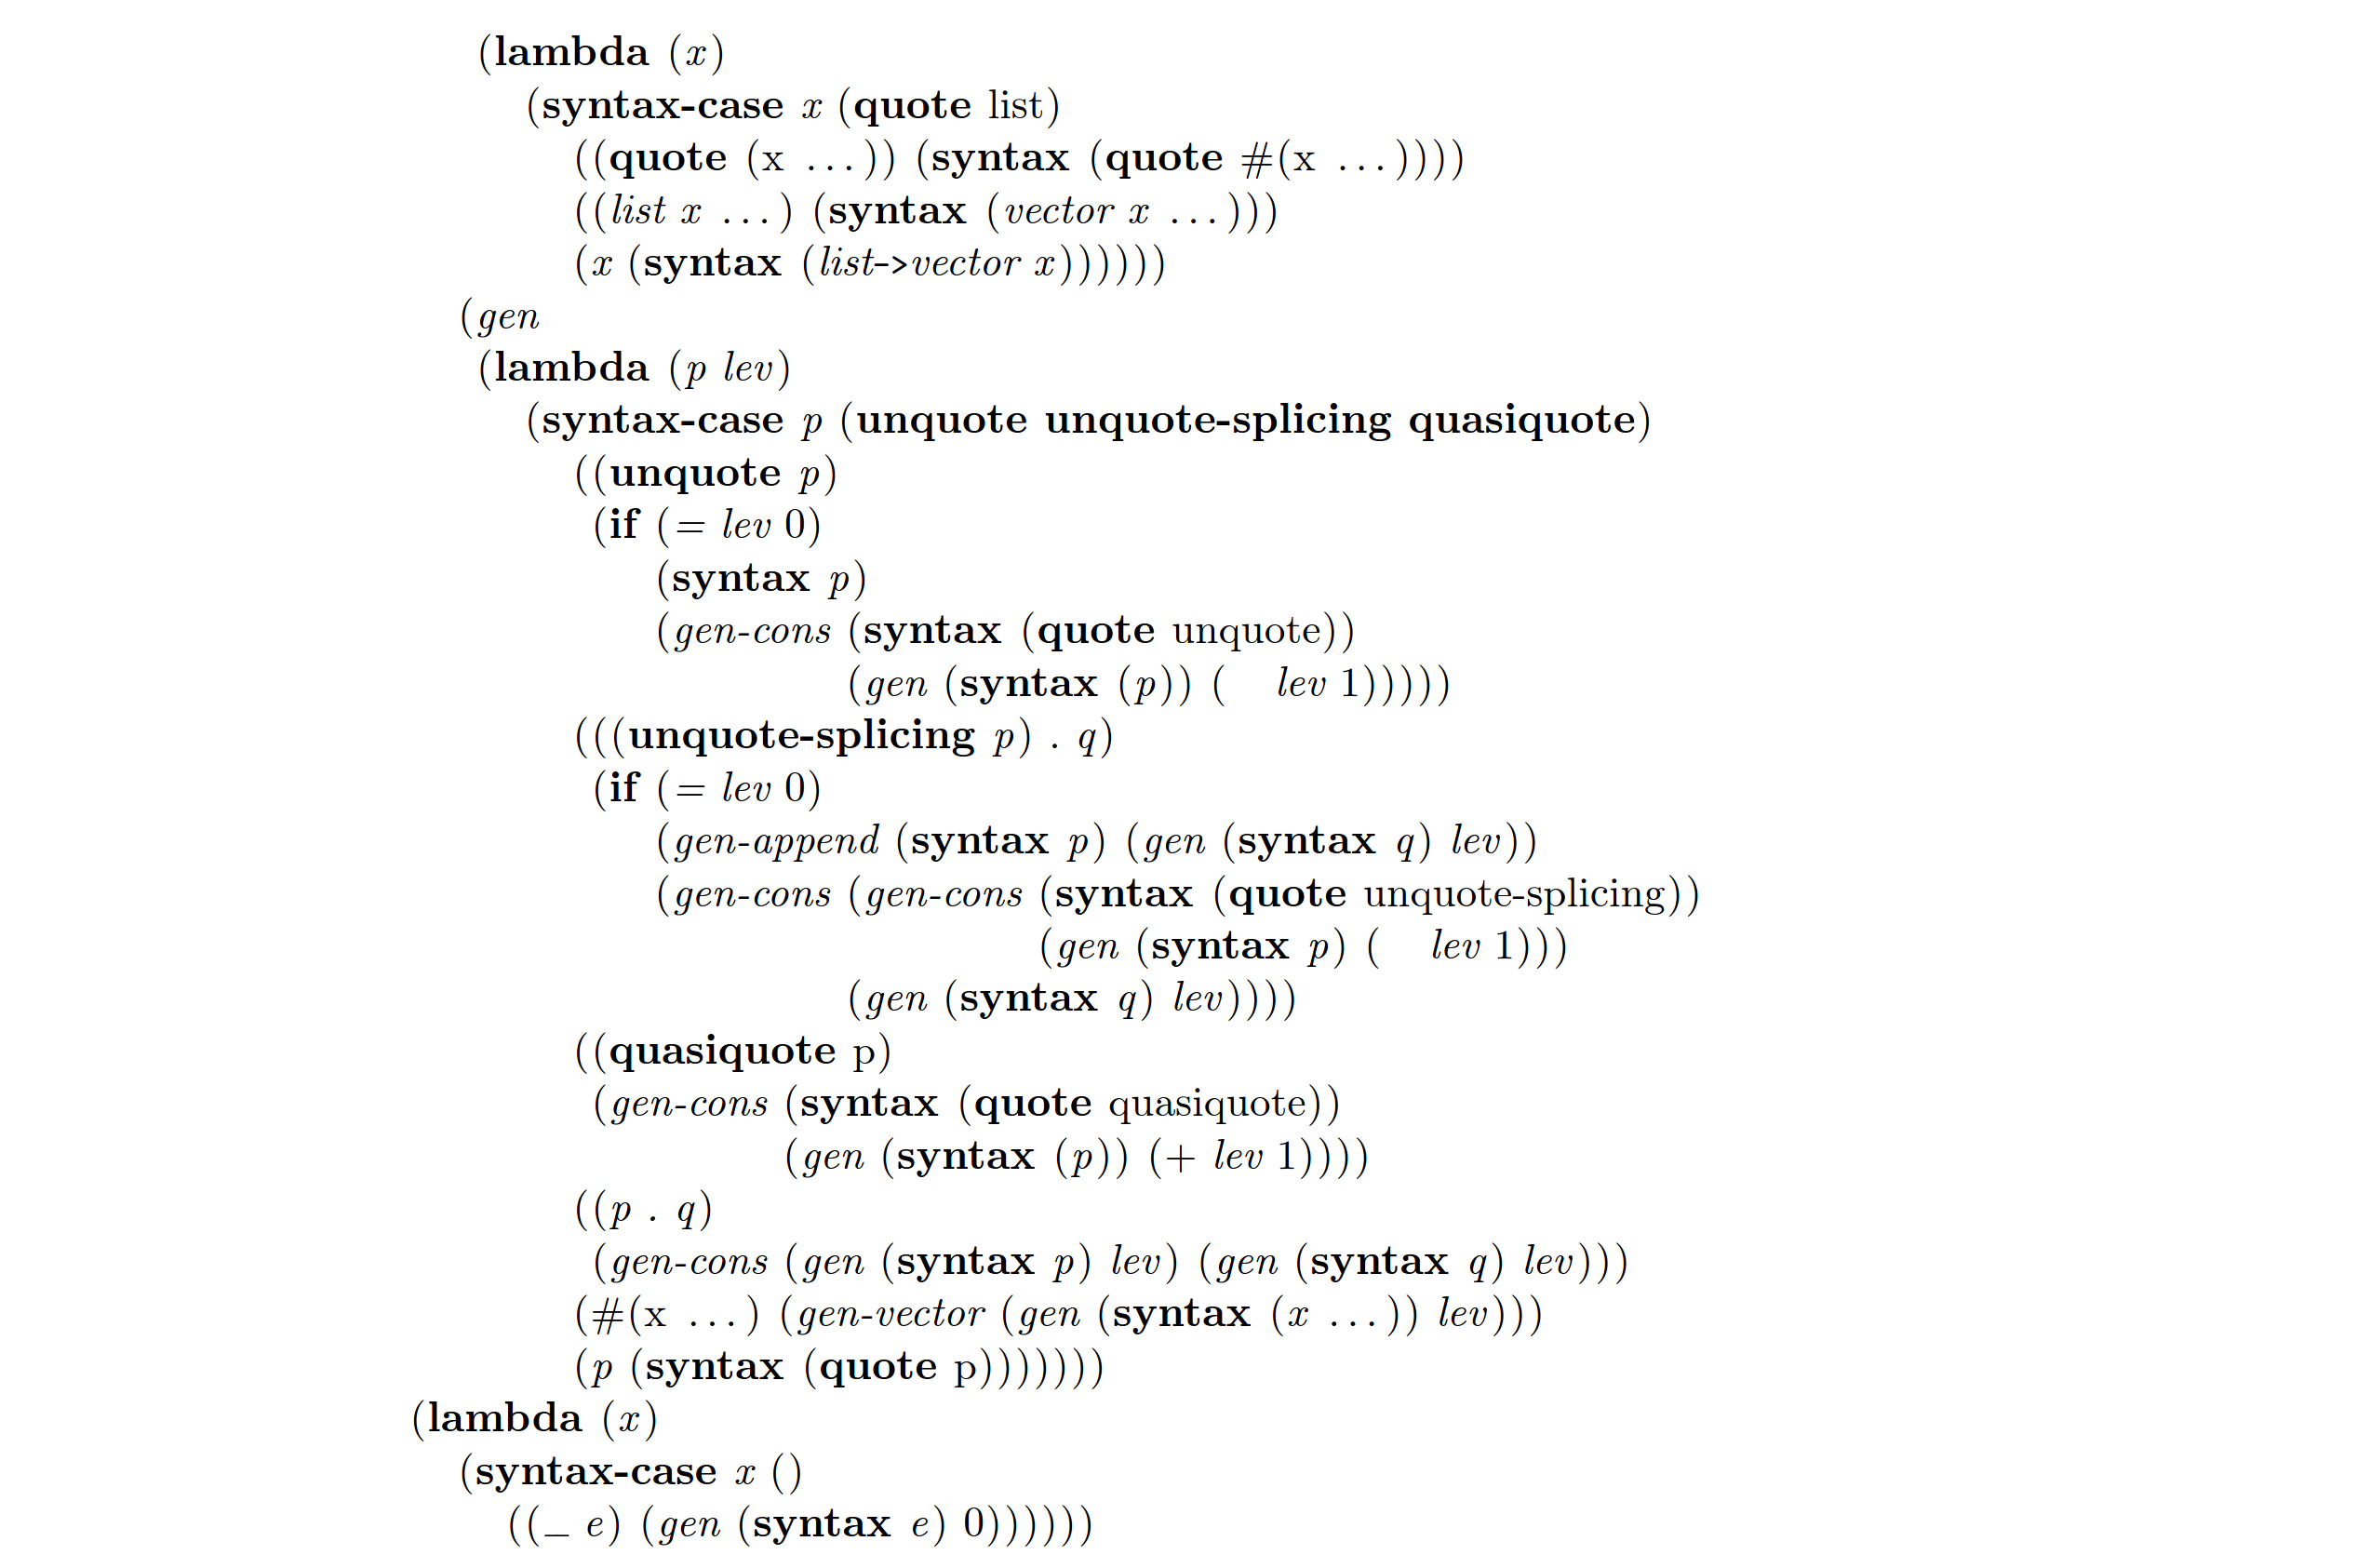 (lambda (x)
(syntax-case x (quote list)
((quote (x ...)) (syntax (quote #(x ...))))
((list x ...) (syntax (vector x ...)))
(x (syntax (list->vector x))))))
(gen
(lambda (p lev)
(syntax-case p (unquote unquote-splicing quasiquote)
((unquote p)
(if (= lev 0)
(syntax p)
(gen-cons (syntax (quote unquote))
(gen (syntax (p)) ( lev 1)))))
(((unquote-splicing p) . q)
(if (= lev 0)
(gen-append (syntax p) (gen (syntax q) lev))
(gen-cons (gen-cons (syntax (quote unquote-splicing))
(gen (syntax p) ( lev 1)))
(gen (syntax q) lev))))
((quasiquote p)
(gen-cons (syntax (quote quasiquote))
(gen (syntax (p)) (+ lev 1))))
((p . q)
(gen-cons (gen (syntax p) lev) (gen (syntax q) lev)))
(#(x ...) (gen-vector (gen (syntax (x ...)) lev)))
(p (syntax (quote p)))))))
(lambda (x)
(syntax-case x ()
((_ e) (gen (syntax e) 0))))))